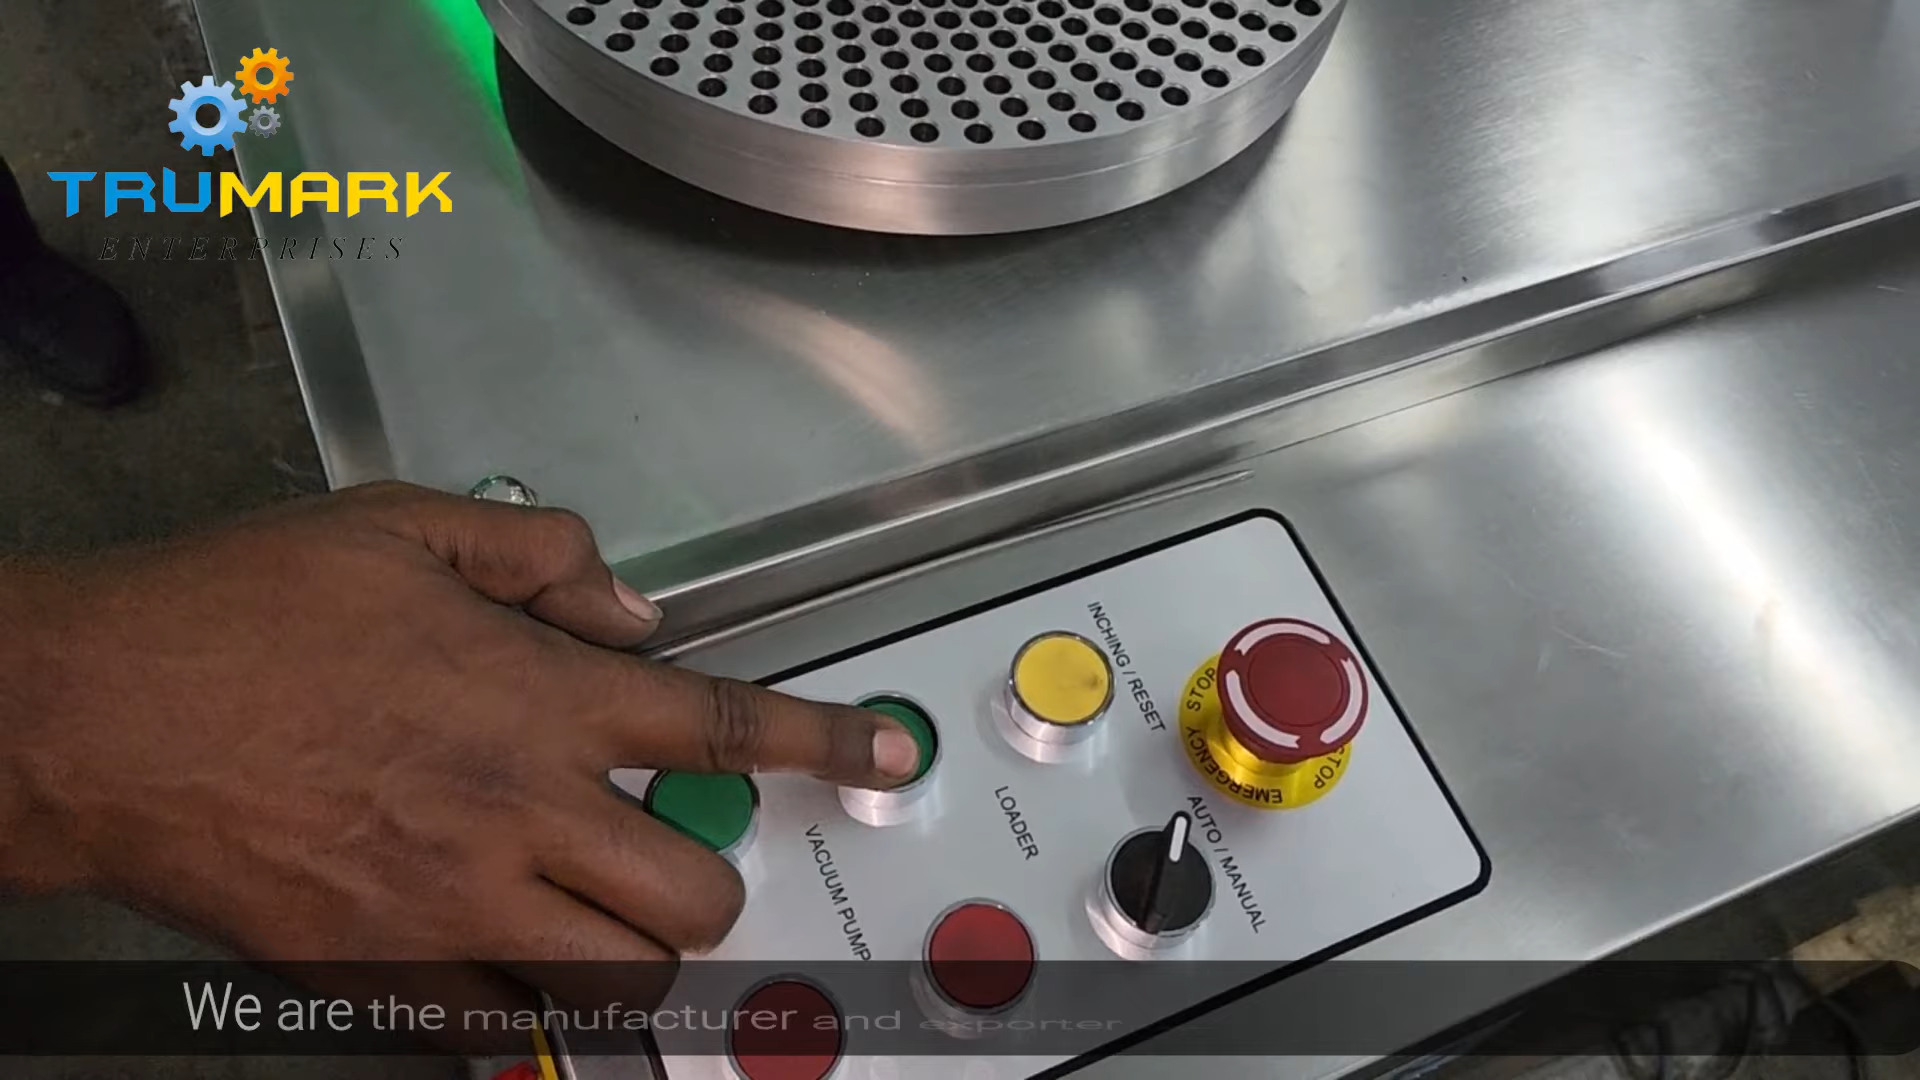 TRUMARK
ENTERPRISES
INCHING / RESET
EMERGENCY STOP
STOP
LOADER
AUTO / MANUAL
VACUUM PUMP
We are the manufacturer and exporter